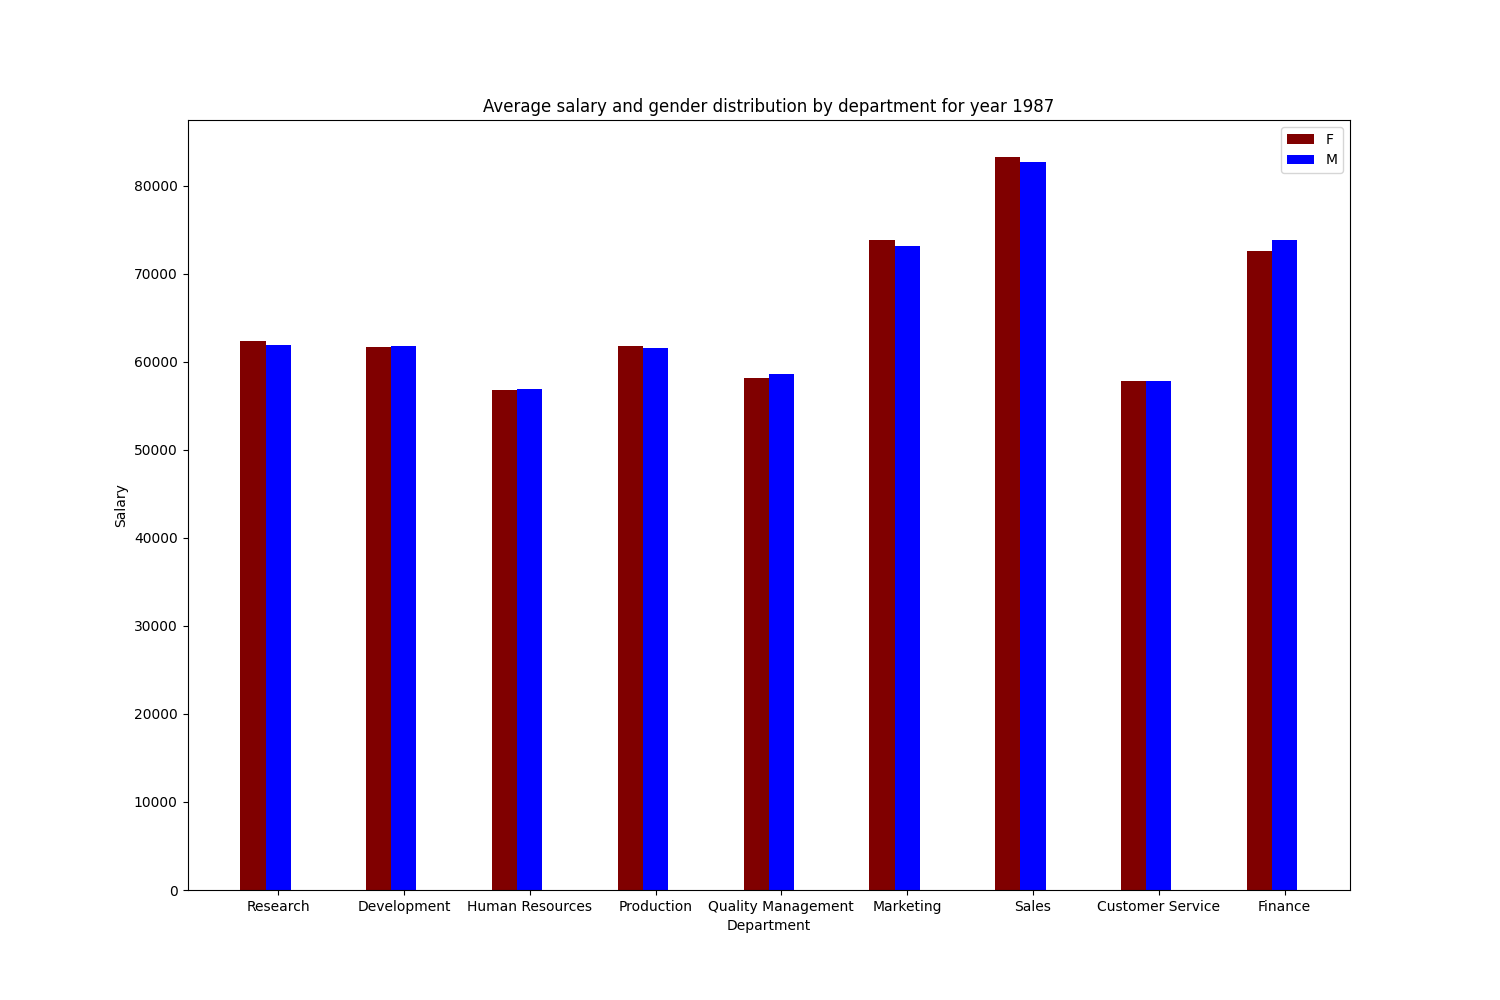 Average salary and gender distribution by department for year 1987
F
M
80000
70000
60000
50000
40000
30000
20000
10000
0
Salary
Research Development Human Resources Production Quality Management Marketing Sales Customer Service Finance
Department